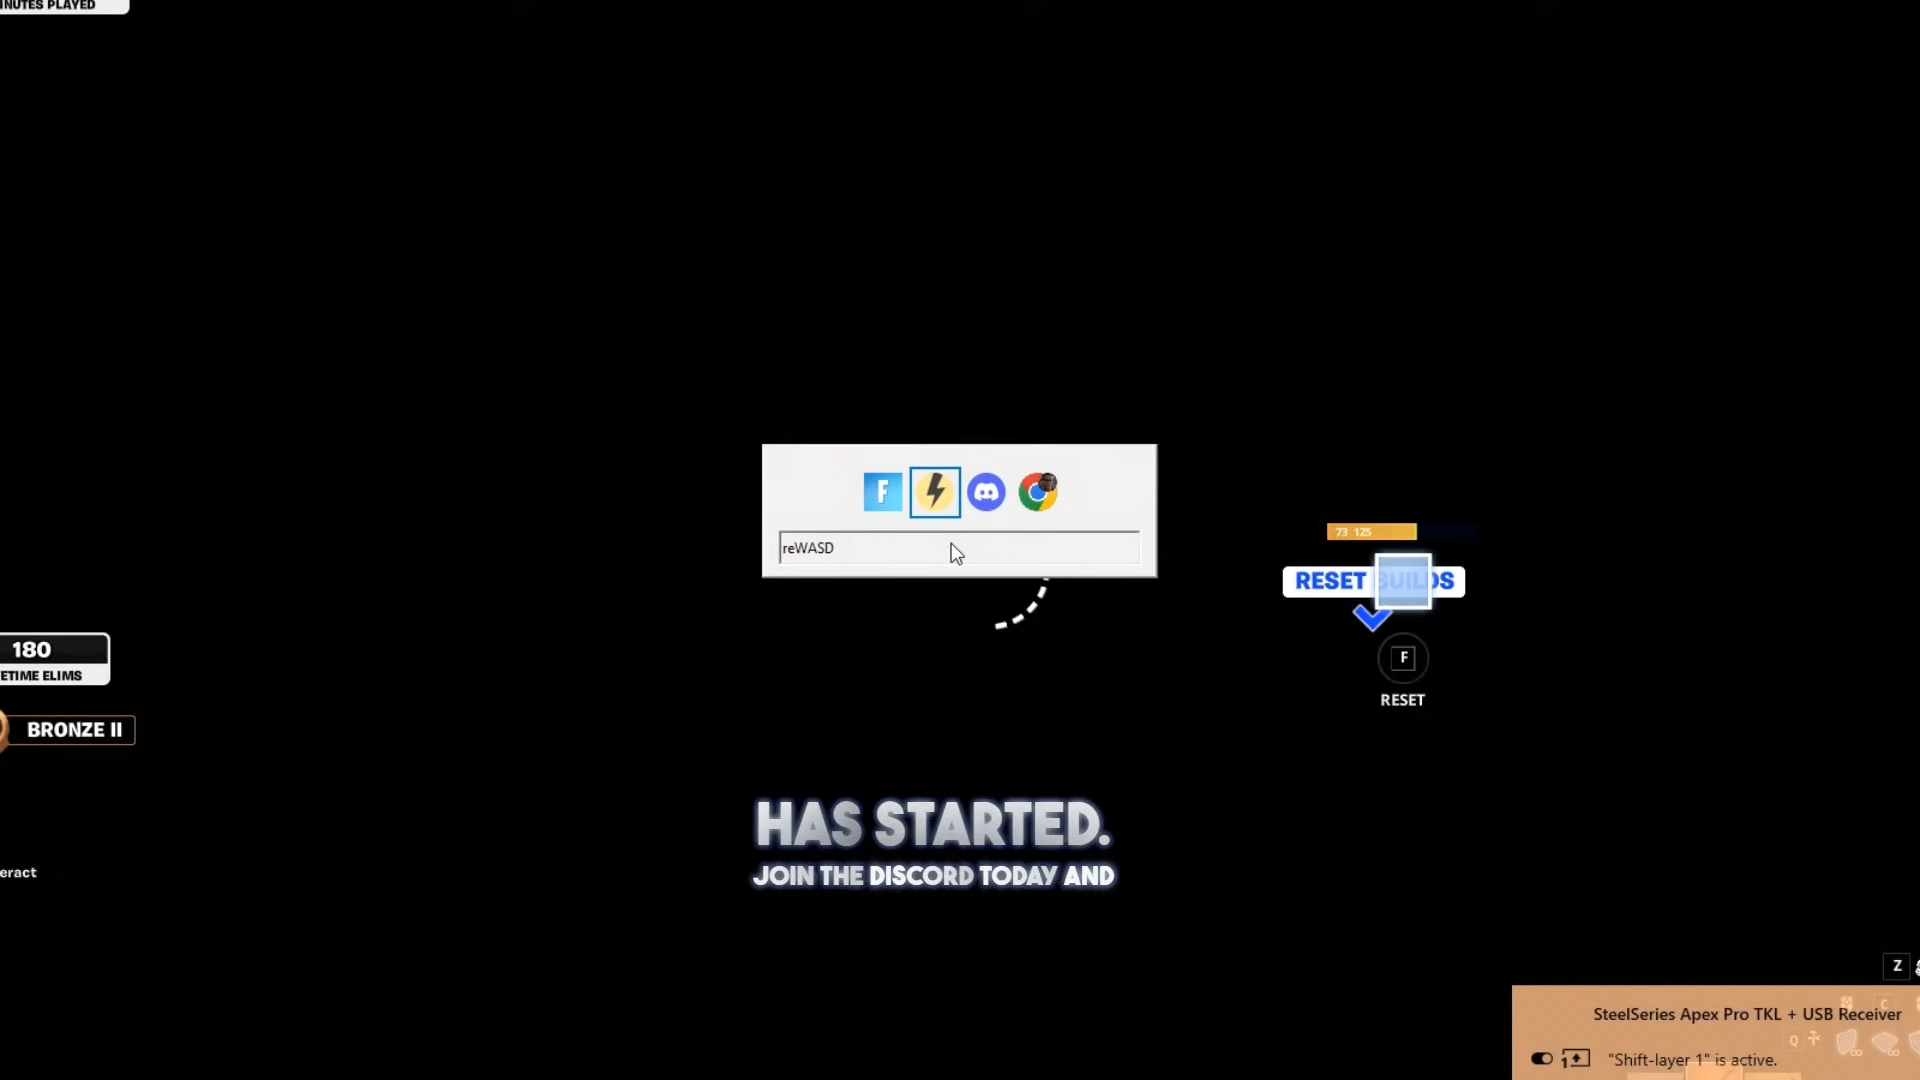 INUTES PLAYED
F
reWASD
73 125
RESET BUILDS
F
RESET
180
ETIME ELIMS
BRONZE II
HAS STARTED.
JOIN THE DISCORD TODAY AND
eract
Z
C
SteelSeries Apex Pro TKL + USB Receiver
Q
1
"Shift-layer 1" is active.